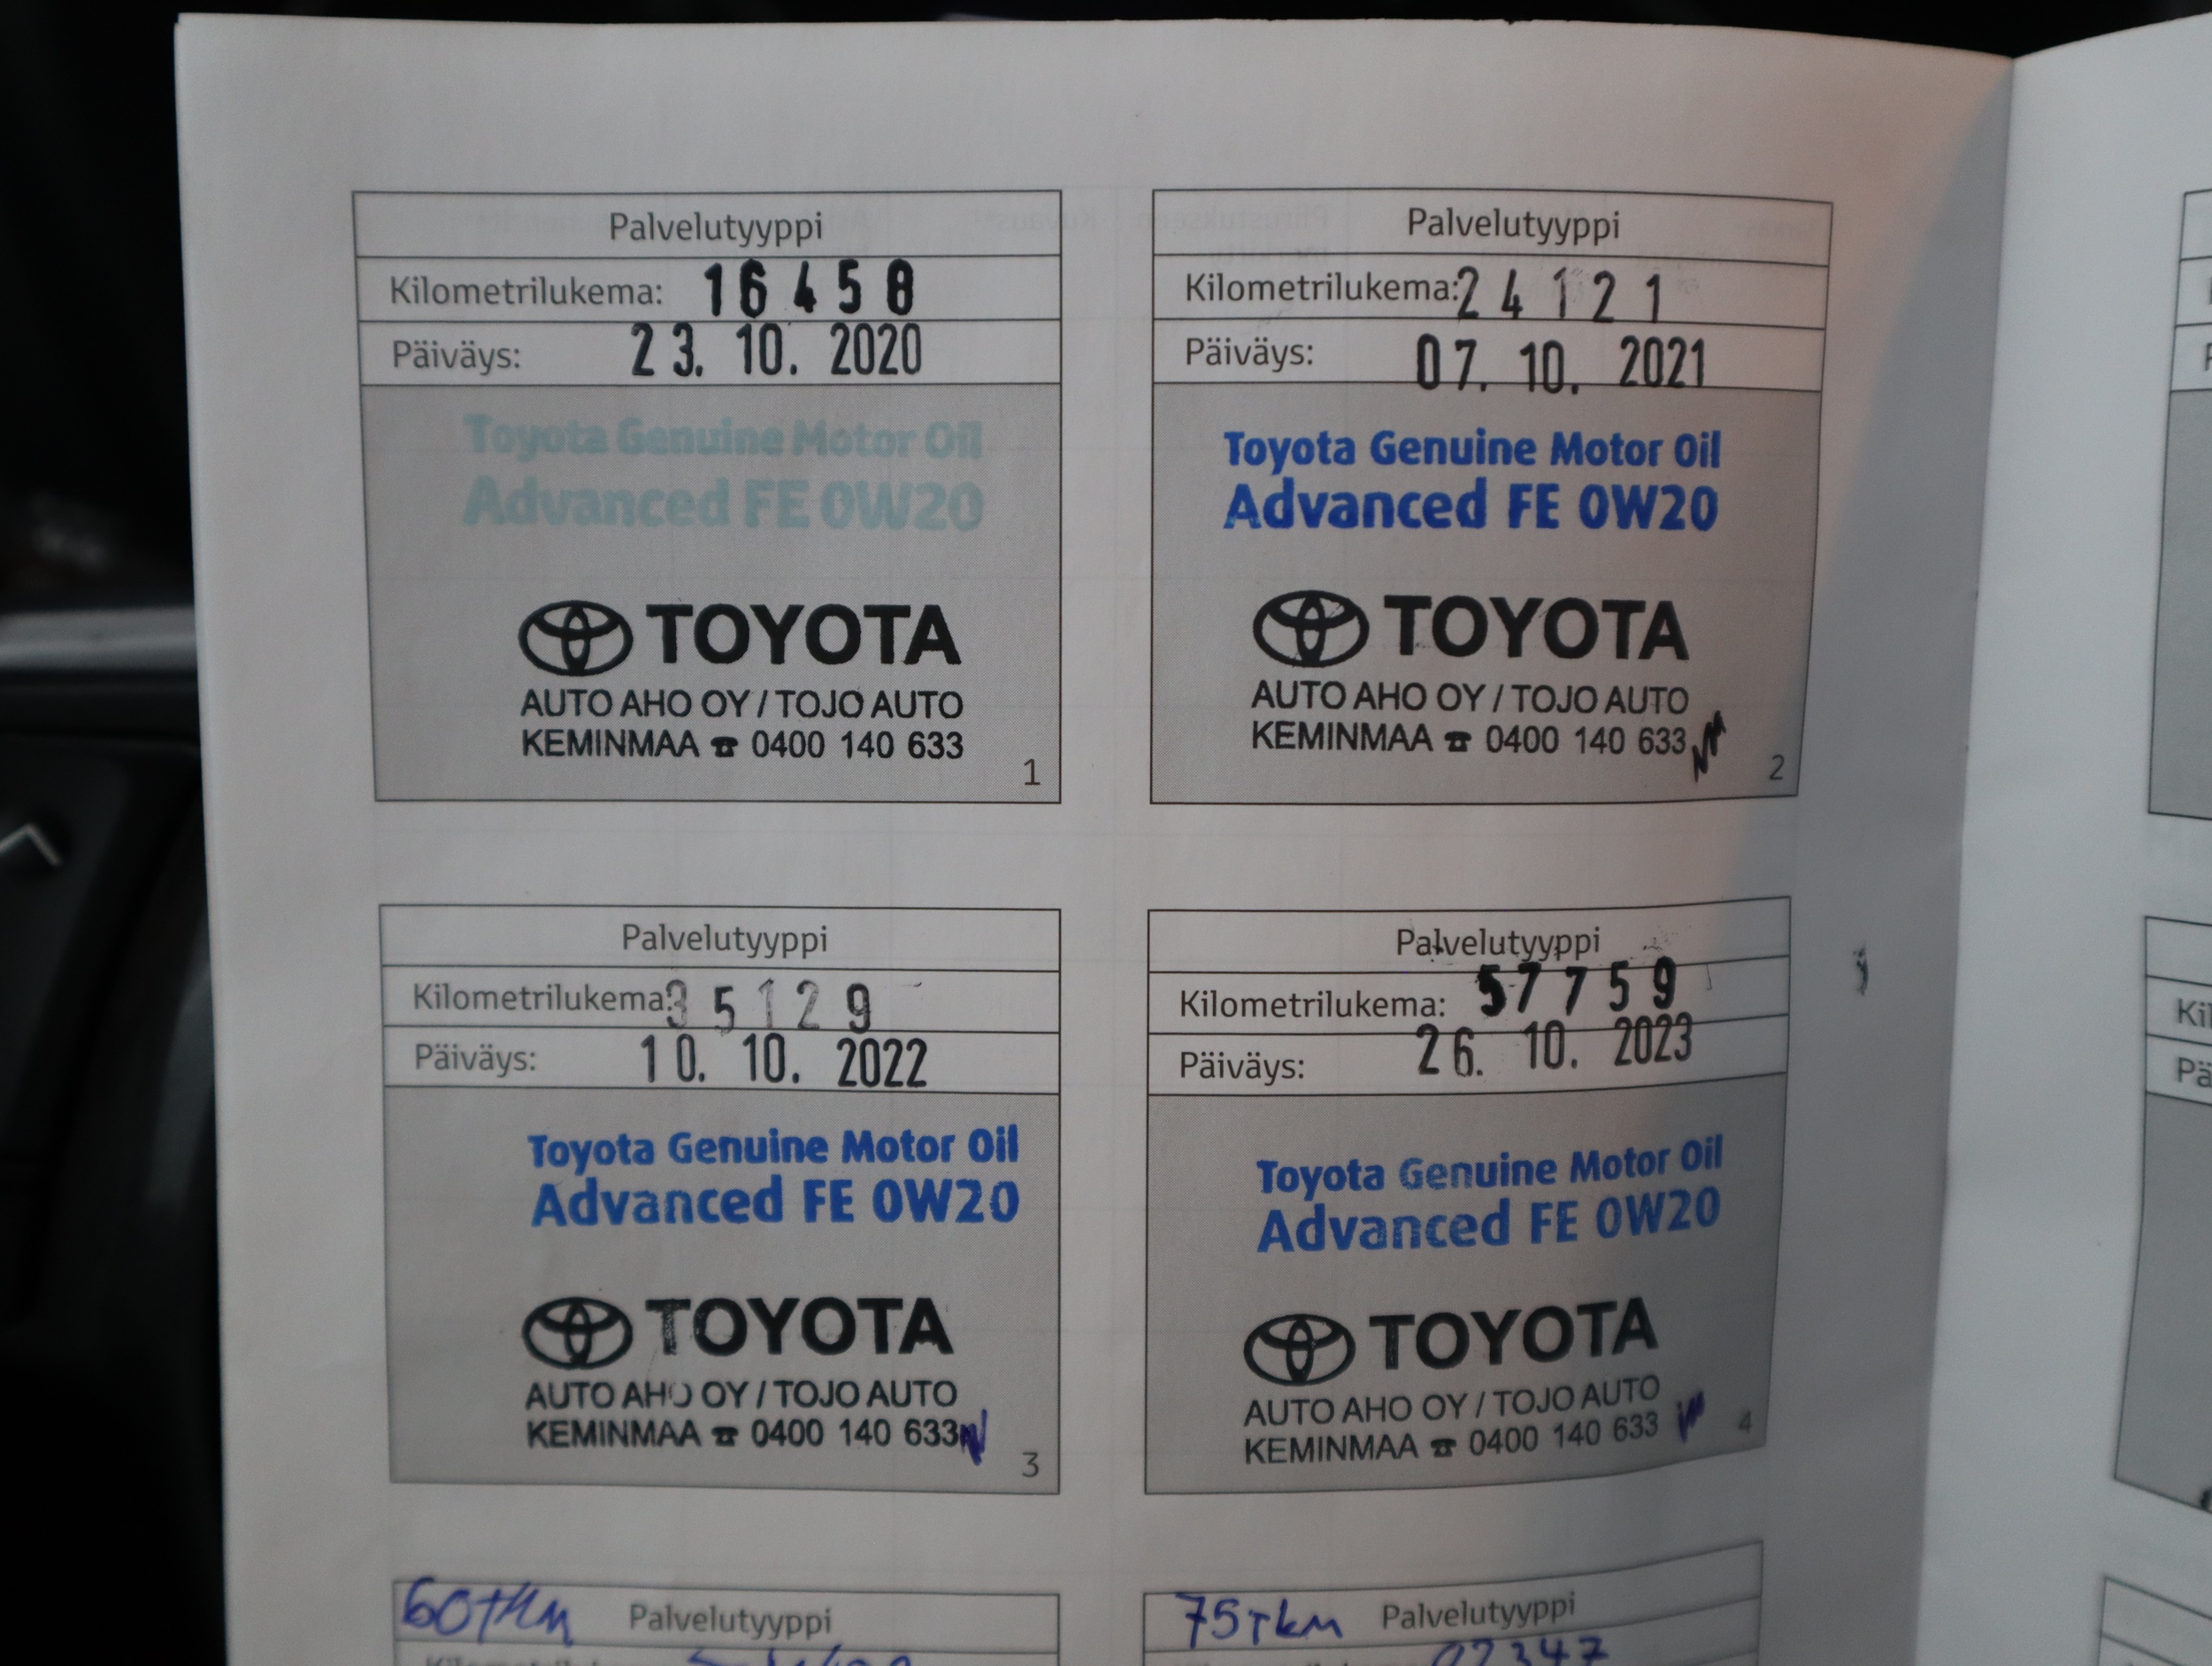 Palvelutyyppi
Kilometrilukema: 16458
Päiväys: 23. 10. 2020
Toyota Genuine Motor Oil
Advanced FE 0W20
TOYOTA
AUTO AHO OY / TOJO AUTO
KEMINMAA ☎ 0400 140 633
1
Palvelutyyppi
Kilometrilukema: 24121
Päiväys: 07. 10. 2021
Toyota Genuine Motor Oil
Advanced FE 0W20
TOYOTA
AUTO AHO OY / TOJO AUTO
KEMINMAA ☎ 0400 140 633
2
Palvelutyyppi
Kilometrilukema: 35129
Päiväys: 10. 10. 2022
Toyota Genuine Motor Oil
Advanced FE 0W20
TOYOTA
AUTO AHO OY / TOJO AUTO
KEMINMAA ☎ 0400 140 633
3
Palvelutyyppi
Kilometrilukema: 57759
Päiväys: 26. 10. 2023
Toyota Genuine Motor Oil
Advanced FE 0W20
TOYOTA
AUTO AHO OY / TOJO AUTO
KEMINMAA ☎ 0400 140 633
4
60tkm Palvelutyyppi
75tkm Palvelutyyppi